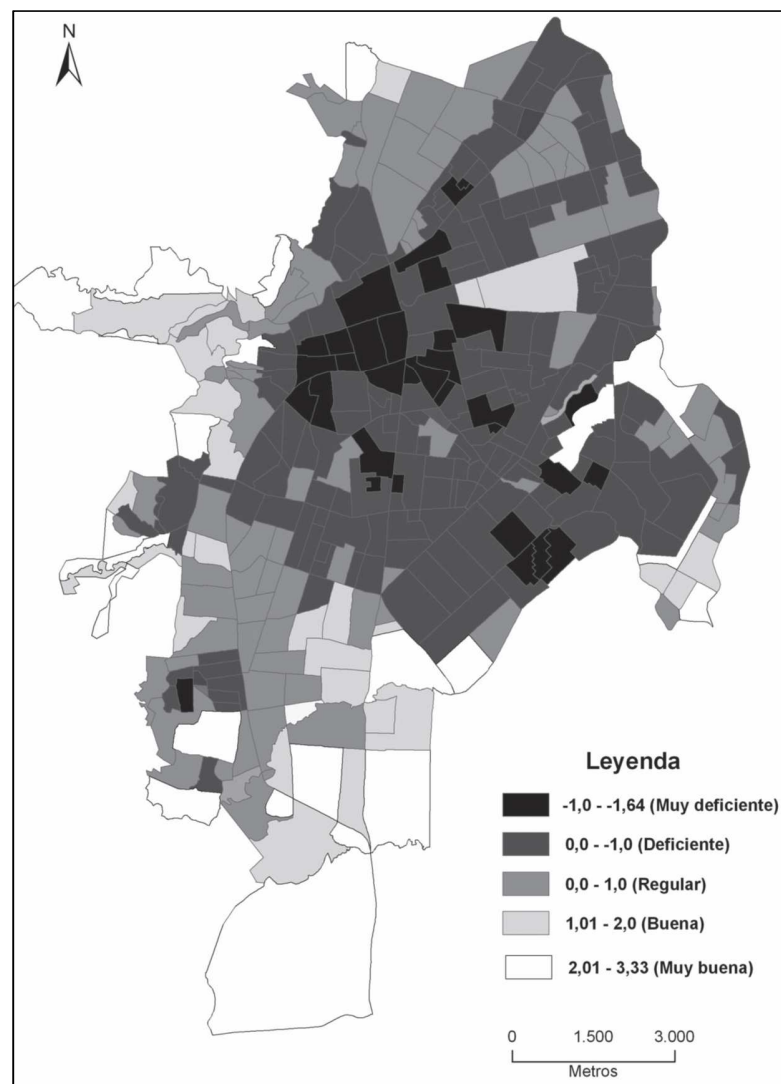 N
Leyenda
-1,0 - -1,64 (Muy deficiente)
0,0 - -1,0 (Deficiente)
0,0 - 1,0 (Regular)
1,01 - 2,0 (Buena)
2,01 - 3,33 (Muy buena)
0 1.500 3.000
Metros